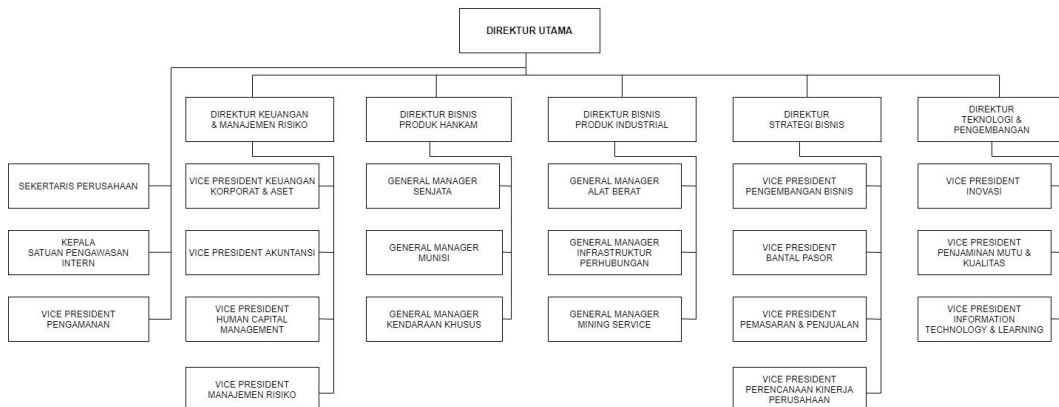 DIREKTUR UTAMA
DIREKTUR KEUANGAN
& MANAJEMEN RISIKO
DIREKTUR BISNIS
PRODUK HANKAM
DIREKTUR BISNIS
PRODUK INDUSTRIAL
DIREKTUR
STRATEGI BISNIS
DIREKTUR
TEKNOLOGI &
PENGEMBANGAN
SEKERTARIS PERUSAHAAN
VICE PRESIDENT KEUANGAN
KORPORAT & ASET
GENERAL MANAGER
SENJATA
GENERAL MANAGER
ALAT BERAT
VICE PRESIDENT
PENGEMBANGAN BISNIS
VICE PRESIDENT
INOVASI
KEPALA
SATUAN PENGAWASAN
INTERN
VICE PRESIDENT AKUNTANSI
GENERAL MANAGER
MUNISI
GENERAL MANAGER
INFRASTRUKTUR
PERHUBUNGAN
VICE PRESIDENT
BANTAL PASOR
VICE PRESIDENT
PENJAMINAN MUTU &
KUALITAS
VICE PRESIDENT
PENGAMANAN
VICE PRESIDENT
HUMAN CAPITAL
MANAGEMENT
GENERAL MANAGER
KENDARAAN KHUSUS
GENERAL MANAGER
MINING SERVICE
VICE PRESIDENT
PEMASARAN & PENJUALAN
VICE PRESIDENT
INFORMATION
TECHNOLOGY & LEARNING
VICE PRESIDENT
MANAJEMEN RISIKO
VICE PRESIDENT
PERENCANAAN KINERJA
PERUSAHAAN